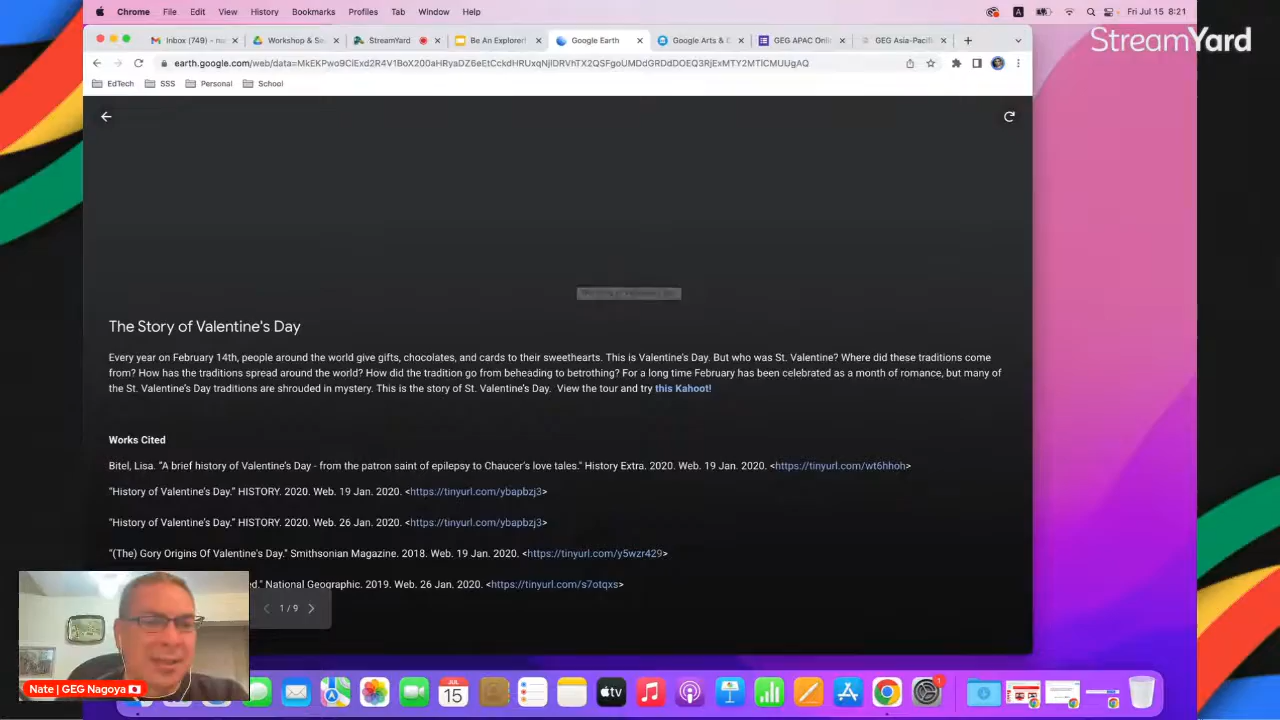 Chrome File Edit View History Bookmarks Profiles Tab Window Help A Fri Jul 15 8:21
StreamYard
Inbox (749) - nu Workshop & Se StreamYard Be An Explorer! Google Earth Google Arts & C GEG APAC Onli GEG Asia-Pacifi
EdTech SSS Personal School
The Story of Valentine's Day
Every year on February 14th, people around the world give gifts, chocolates, and cards to their sweethearts. This is Valentine's Day. But who was St. Valentine? Where did these traditions come
from? How has the traditions spread around the world? How did the tradition go from beheading to betrothing? For a long time February has been celebrated as a month of romance, but many of
the St. Valentine's Day traditions are shrouded in mystery. This is the story of St. Valentine's Day. View the tour and try this Kahoot!
Works Cited
Bitel, Lisa. "A brief history of Valentine's Day - from the patron saint of epilepsy to Chaucer's love tales." History Extra. 2020. Web. 19 Jan. 2020. <https://tinyurl.com/wt6hhoh>
"History of Valentine's Day." HISTORY. 2020. Web. 19 Jan. 2020. <https://tinyurl.com/ybapbzj3>
"History of Valentine's Day." HISTORY. 2020. Web. 26 Jan. 2020. <https://tinyurl.com/ybapbzj3>
"(The) Gory Origins Of Valentine's Day." Smithsonian Magazine. 2018. Web. 19 Jan. 2020. <https://tinyurl.com/y5wzr429>
National Geographic. 2019. Web. 26 Jan. 2020. <https://tinyurl.com/s7otqxs>
1 / 9
Nate | GEG Nagoya
JUL
15
tv
1